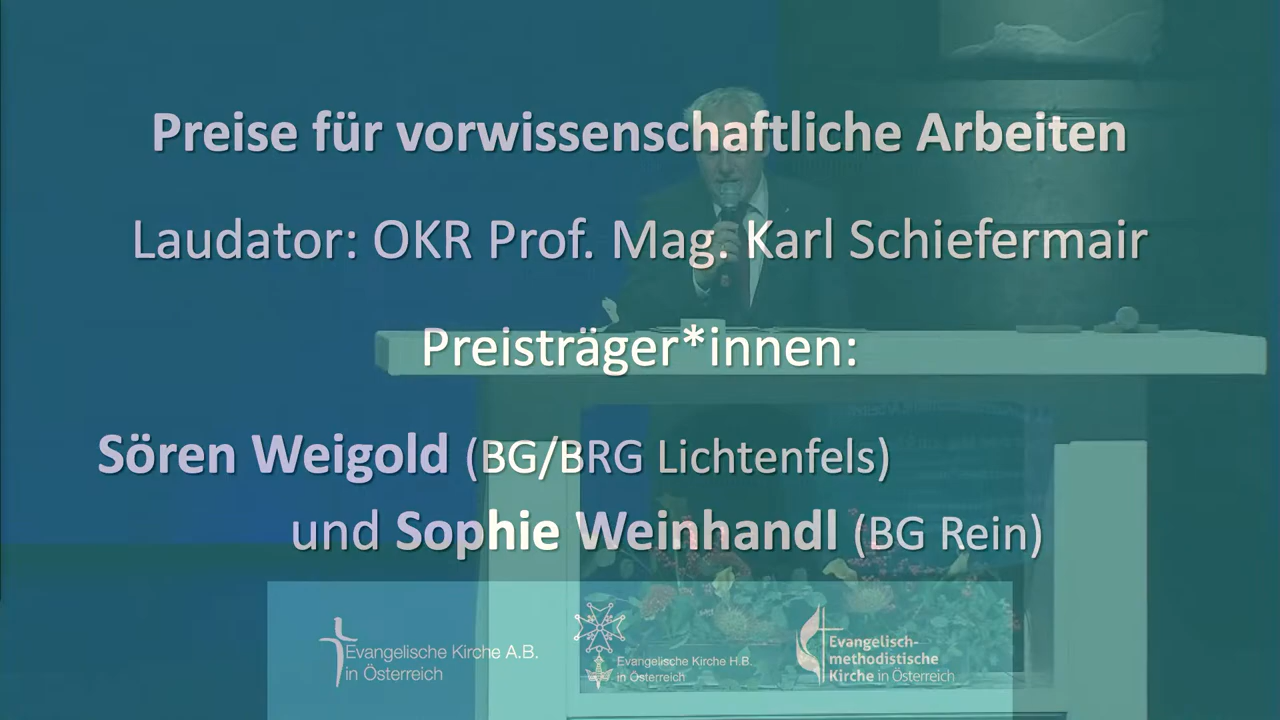 Preise für vorwissenschaftliche Arbeiten
Laudator: OKR Prof. Mag. Karl Schiefermair
Preisträger*innen:
Sören Weigold (BG/BRG Lichtenfels)
und Sophie Weinhandl (BG Rein)
Evangelische Kirche A.B.
in Österreich
Evangelische Kirche H.B.
in Österreich
Evangelisch-
methodistische
Kirche in Österreich